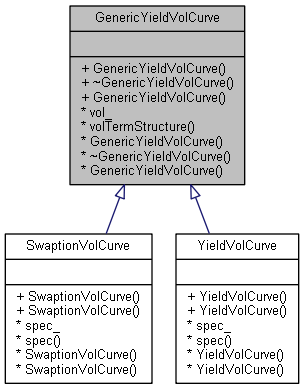 GenericYieldVolCurve
+ GenericYieldVolCurve()
+ ~GenericYieldVolCurve()
+ GenericYieldVolCurve()
* vol_
* volTermStructure()
* GenericYieldVolCurve()
* ~GenericYieldVolCurve()
* GenericYieldVolCurve()
SwaptionVolCurve
+ SwaptionVolCurve()
+ SwaptionVolCurve()
* spec_
* spec()
* SwaptionVolCurve()
* SwaptionVolCurve()
YieldVolCurve
+ YieldVolCurve()
+ YieldVolCurve()
* spec_
* spec()
* YieldVolCurve()
* YieldVolCurve()